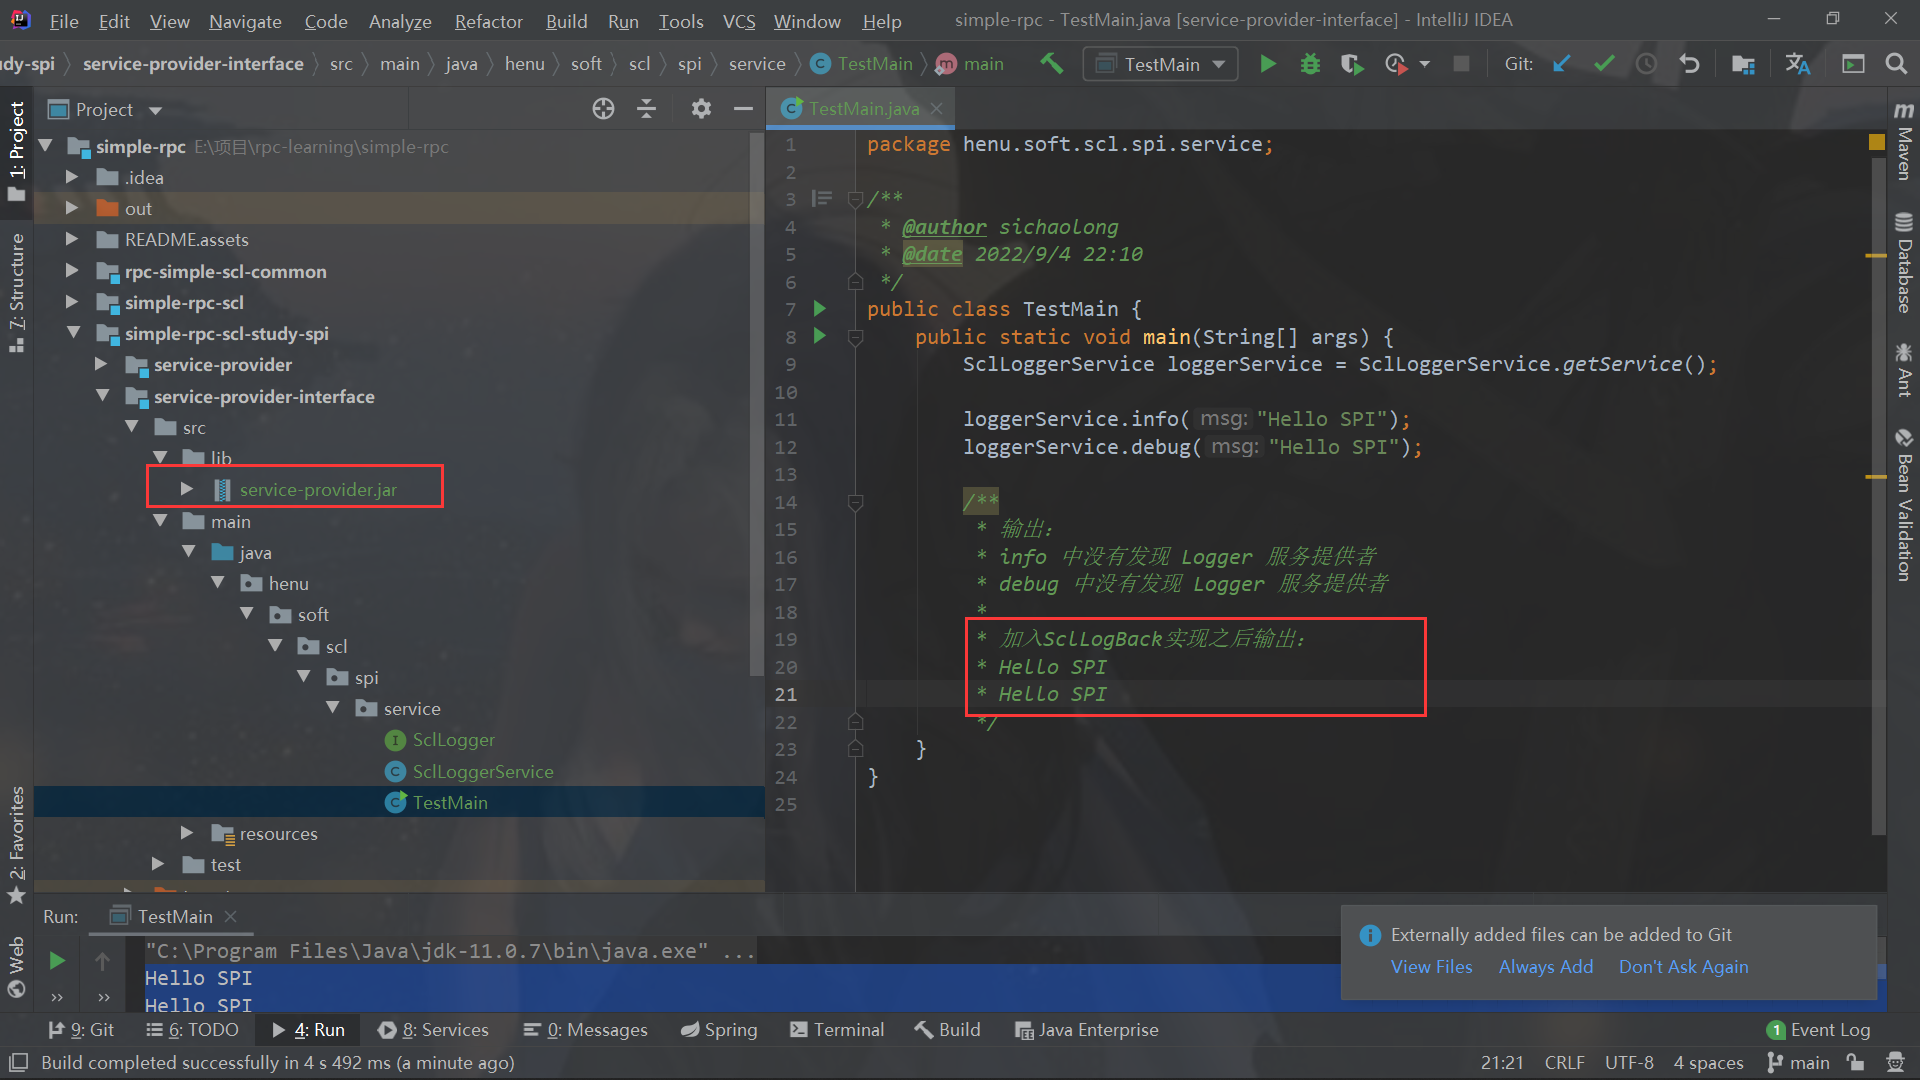 File Edit View Navigate Code Analyze Refactor Build Run Tools VCS Window Help simple-rpc - TestMain.java [service-provider-interface] - IntelliJ IDEA
udy-spi service-provider-interface src main java henu soft scl spi service TestMain main TestMain Git:
1: Project
7: Structure
2: Favorites
Web
Project
simple-rpc E:\项目\rpc-learning\simple-rpc
.idea
out
README.assets
rpc-simple-scl-common
simple-rpc-scl
simple-rpc-scl-study-spi
service-provider
service-provider-interface
src
lib
service-provider.jar
main
java
henu
soft
scl
spi
service
SclLogger
SclLoggerService
TestMain
resources
test
TestMain.java
1 package henu.soft.scl.spi.service;
2
3 /**
4 * @author sichaolong
5 * @date 2022/9/4 22:10
6 */
7 public class TestMain {
8 public static void main(String[] args) {
9 SclLoggerService loggerService = SclLoggerService.getService();
10
11 loggerService.info( msg: "Hello SPI");
12 loggerService.debug( msg: "Hello SPI");
13
14 /**
15 * 输出：
16 * info 中没有发现 Logger 服务提供者
17 * debug 中没有发现 Logger 服务提供者
18 *
19 * 加入SclLogBack实现之后输出：
20 * Hello SPI
21 * Hello SPI
22 */
23 }
24 }
25
Maven
Database
Ant
Bean Validation
Run: TestMain
"C:\Program Files\Java\jdk-11.0.7\bin\java.exe" ...
Hello SPI
Hello SPI
Externally added files can be added to Git
View Files Always Add Don't Ask Again
9: Git 6: TODO 4: Run 8: Services 0: Messages Spring Terminal Build Java Enterprise 1 Event Log
Build completed successfully in 4 s 492 ms (a minute ago) 21:21 CRLF UTF-8 4 spaces main